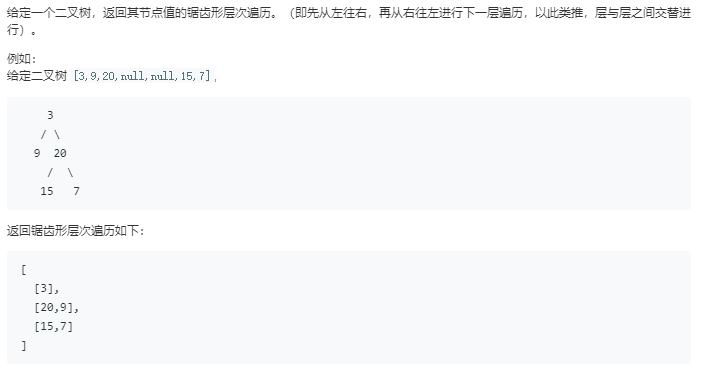 给定一个二叉树，返回其节点值的锯齿形层次遍历。（即先从左往右，再从右往左进行下一层遍历，以此类推，层与层之间交替进
行）。
例如：
给定二叉树 [3,9,20,null,null,15,7],
3
/ \
9 20
/ \
15 7
返回锯齿形层次遍历如下：
[
[3],
[20,9],
[15,7]
]